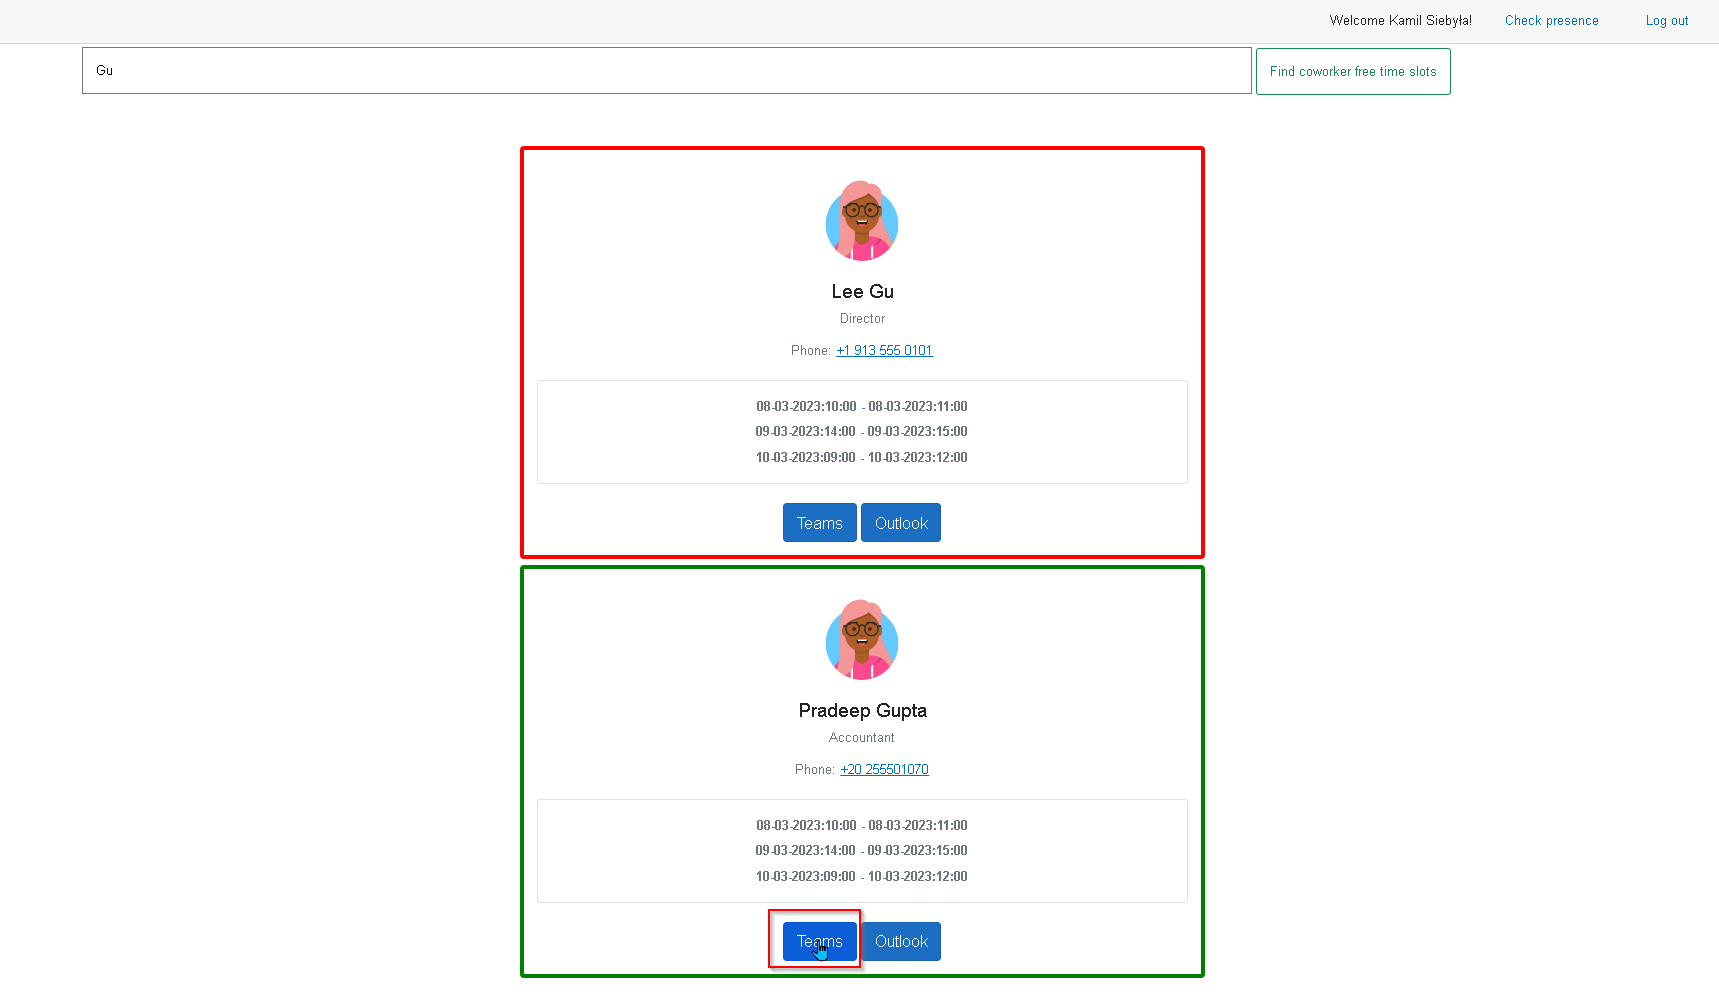 Welcome Kamil Siebyła! Check presence Log out
Gu Find coworker free time slots
Lee Gu
Director
Phone: +1 913 555 0101
08-03-2023:10:00 - 08-03-2023:11:00
09-03-2023:14:00 - 09-03-2023:15:00
10-03-2023:09:00 - 10-03-2023:12:00
Teams Outlook
Pradeep Gupta
Accountant
Phone: +20 255501070
08-03-2023:10:00 - 08-03-2023:11:00
09-03-2023:14:00 - 09-03-2023:15:00
10-03-2023:09:00 - 10-03-2023:12:00
Teams Outlook